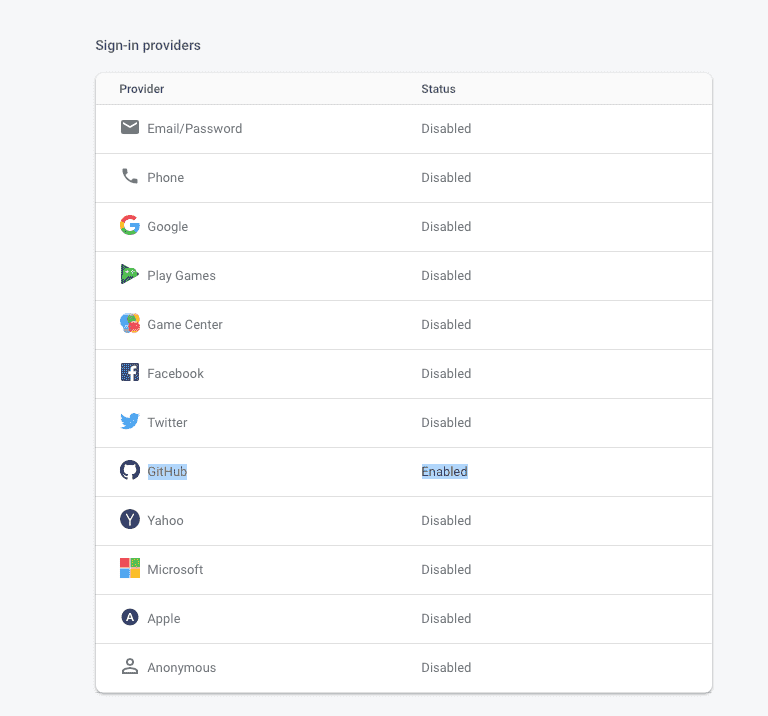 Sign-in providers
Provider Status
Email/Password Disabled
Phone Disabled
Google Disabled
Play Games Disabled
Game Center Disabled
Facebook Disabled
Twitter Disabled
GitHub Enabled
Yahoo Disabled
Microsoft Disabled
Apple Disabled
Anonymous Disabled